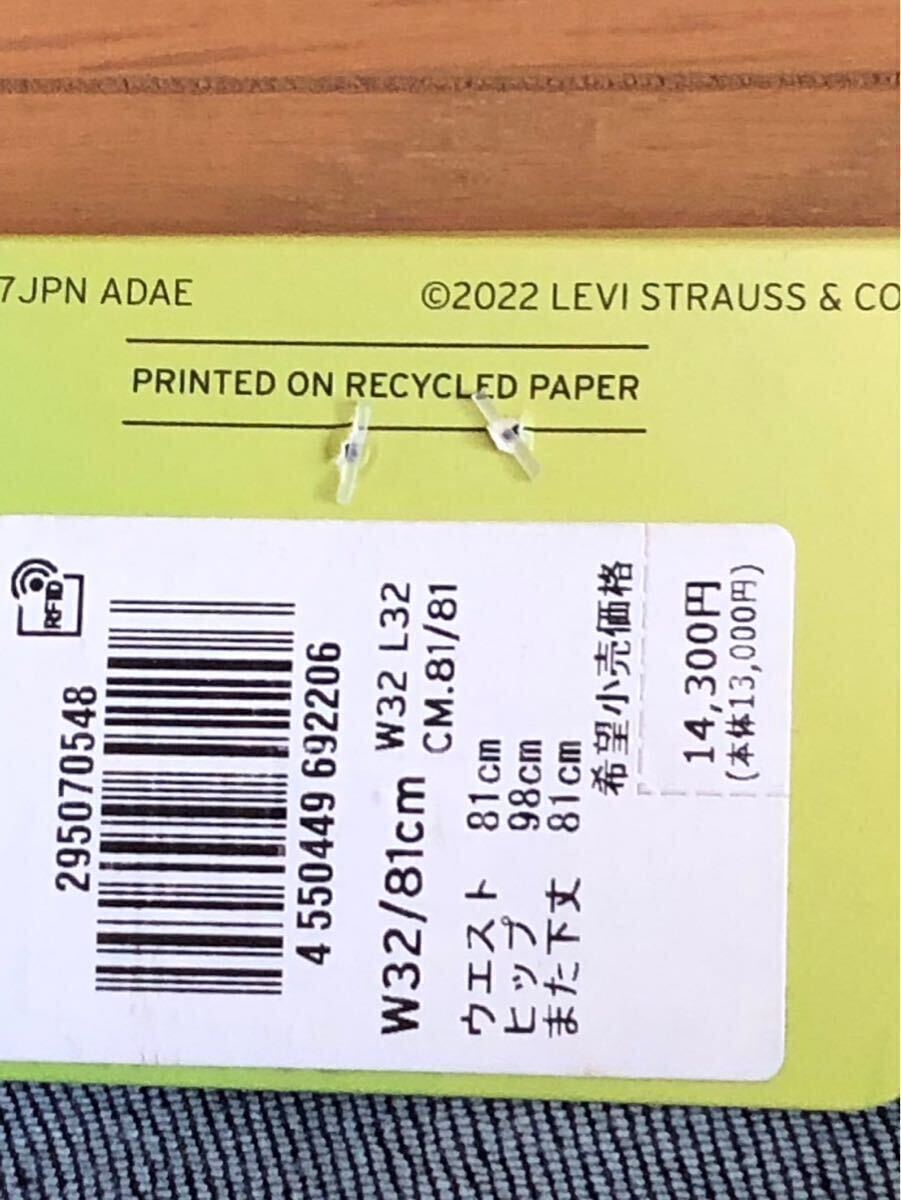 7JPN ADAE
©2022 LEVI STRAUSS & CO
PRINTED ON RECYCLED PAPER
RFID
295070548
4 550449 692206
W32/81cm W32 L32
CM.81/81
ウエスト 81cm
ヒップ 98cm
また下丈 81cm
希望小売価格
14,300円
(本体13,000円)